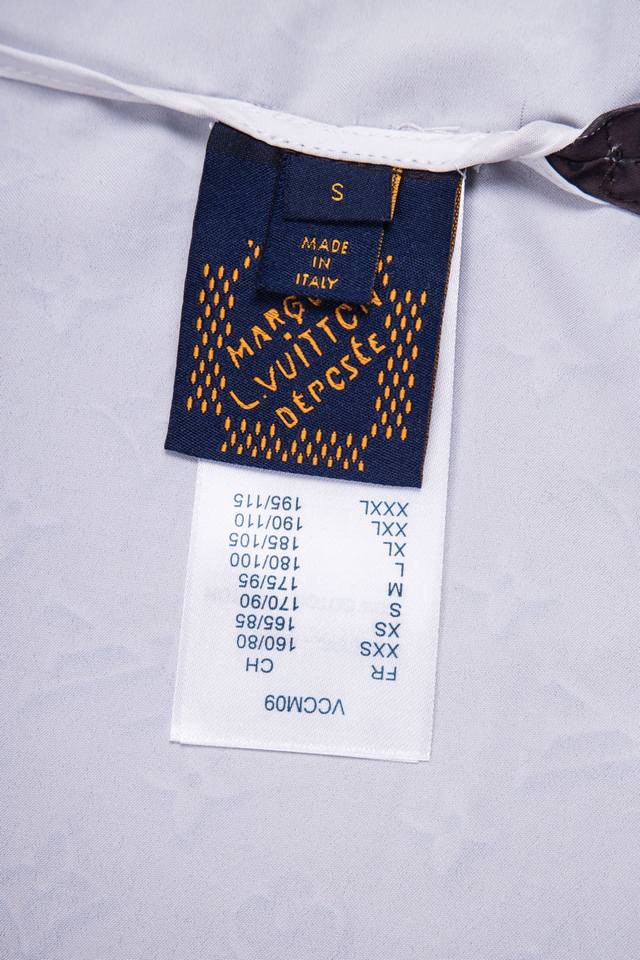 S
MADE
IN
ITALY
MARQUE
L.VUITTON
DÉPOSÉE
VCCM09
FR CH
XXS 160/80
XS 165/85
S 170/90
M 175/95
L 180/100
XL 185/105
XXL 190/110
XXXL 195/115